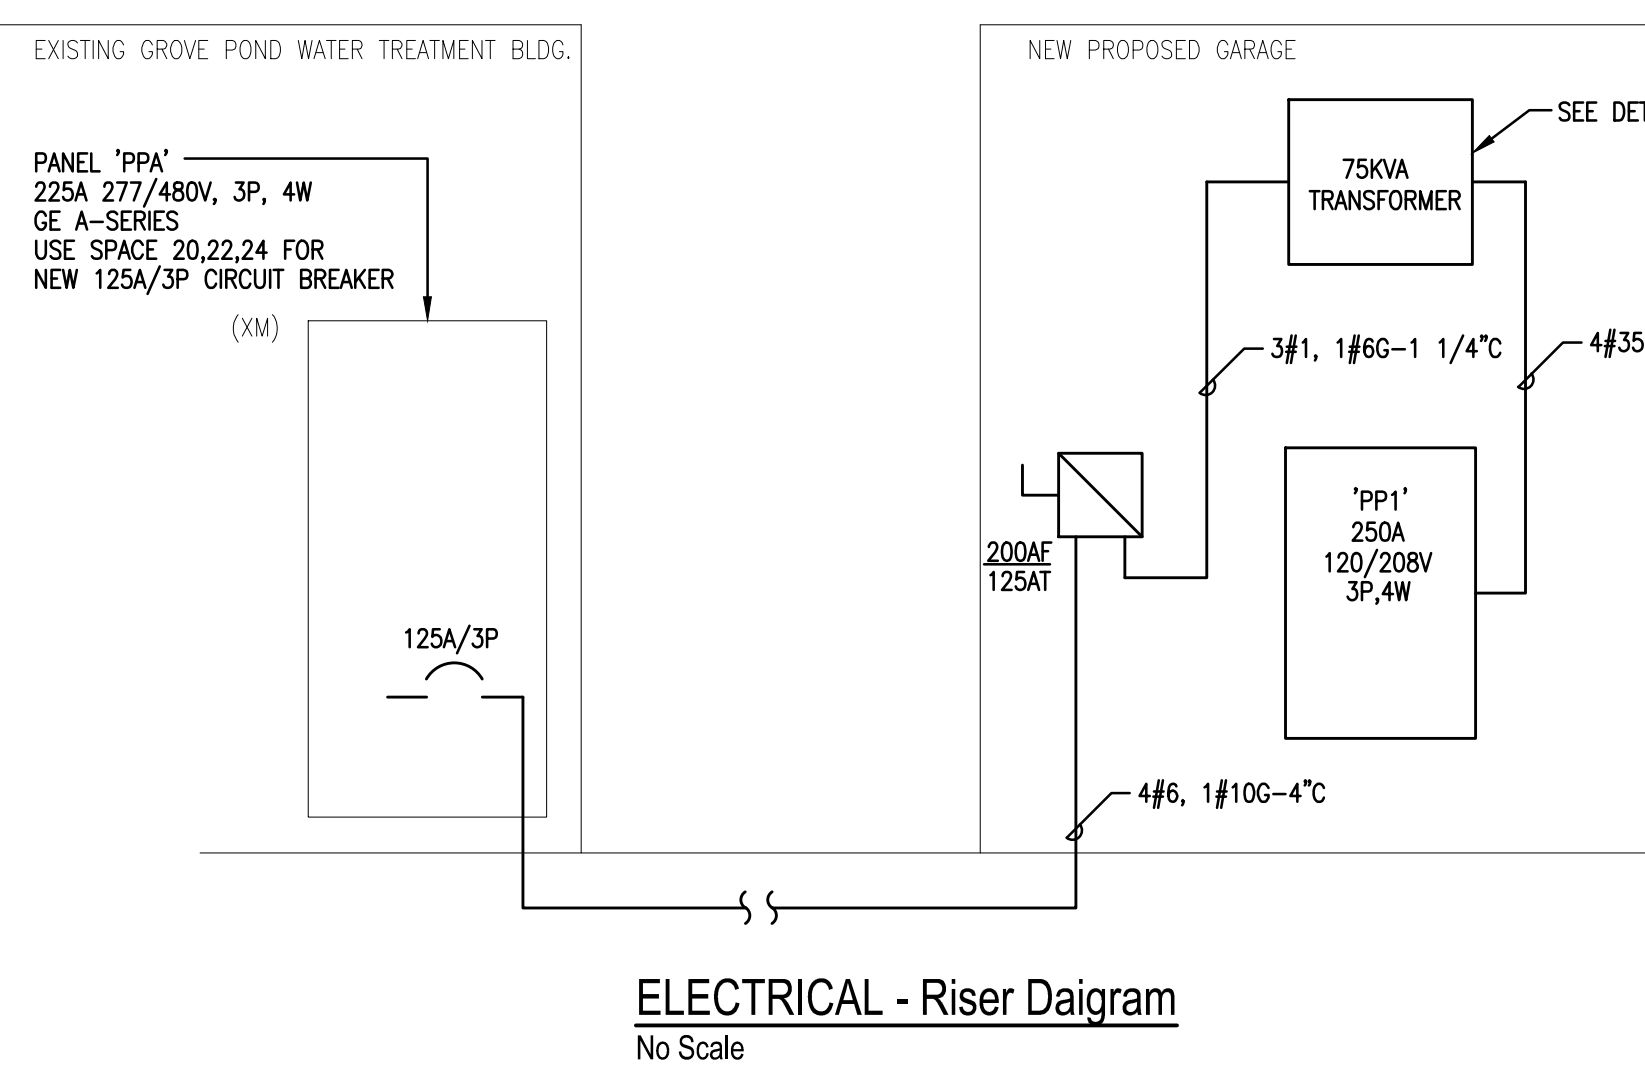 EXISTING GROVE POND WATER TREATMENT BLDG.
PANEL 'PPA'
225A 277/480V, 3P, 4W
GE A-SERIES
USE SPACE 20,22,24 FOR
NEW 125A/3P CIRCUIT BREAKER
(XM)
125A/3P
NEW PROPOSED GARAGE
SEE DET
75KVA
TRANSFORMER
3#1, 1#6G-1 1/4"C
4#35
200AF
125AT
'PP1'
250A
120/208V
3P,4W
4#6, 1#10G-4"C
ELECTRICAL - Riser Daigram
No Scale